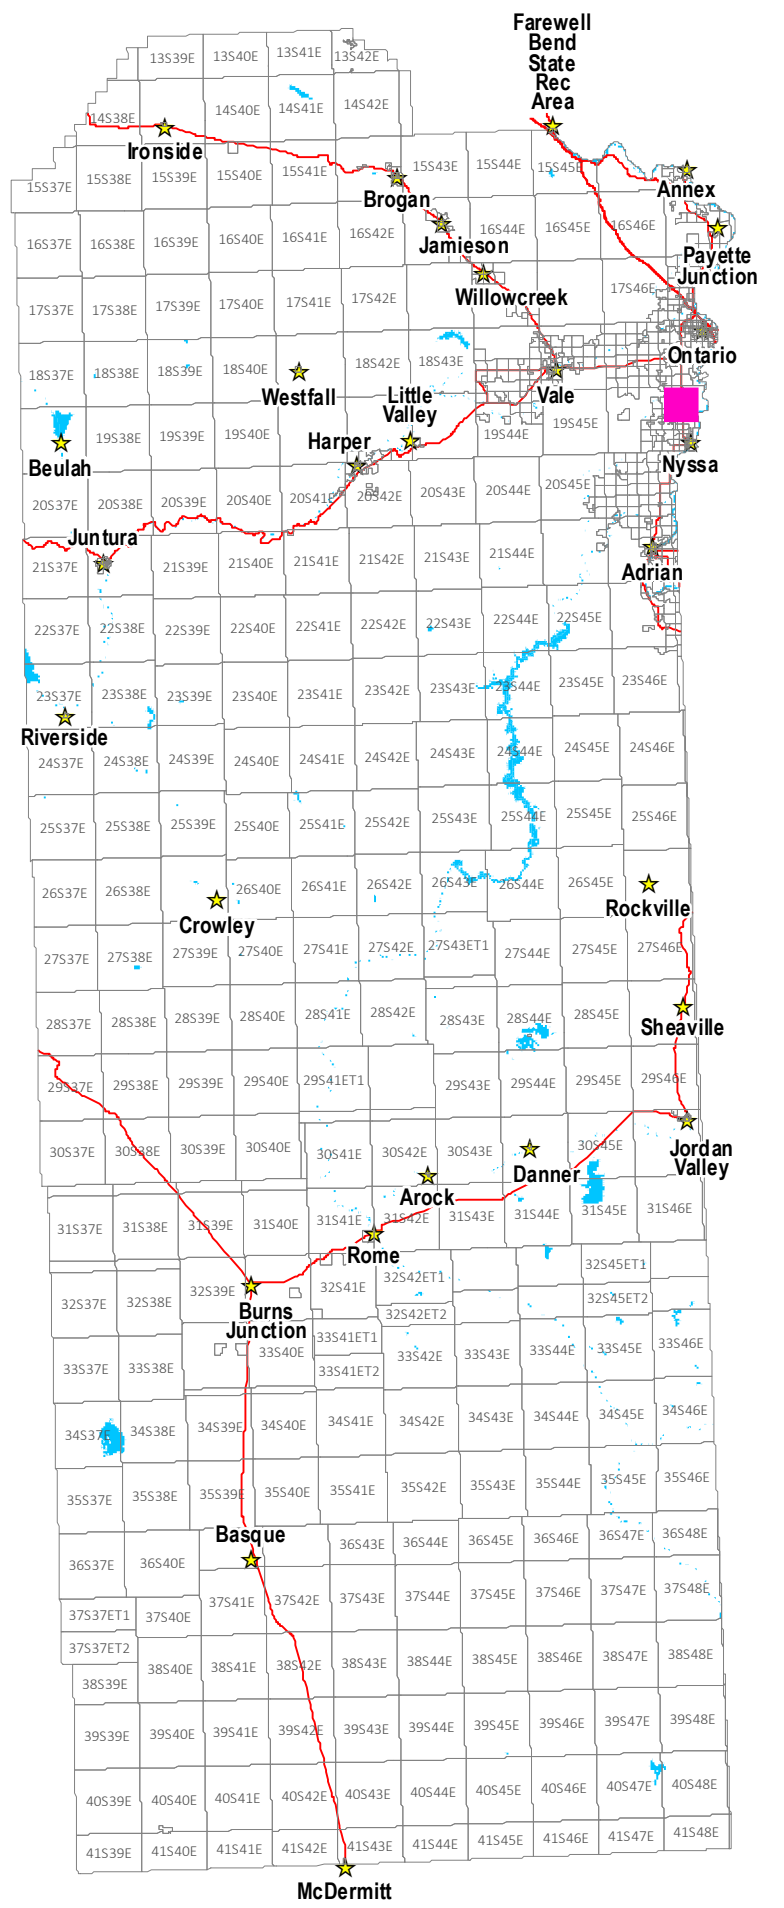 Farewell
Bend
State
Rec
Area
13S39E 13S40E 13S41E 13S42E
14S38E 14S40E 14S41E 14S42E
Ironside
15S37E 15S38E 15S39E 15S40E 15S41E 15S43E 15S44E 15S45E
Brogan
Annex
16S37E 16S38E 16S39E 16S40E 16S41E 16S42E 16S44E 16S45E 16S46E
Jamieson
Payette
Junction
17S37E 17S38E 17S39E 17S40E 17S41E 17S42E 17S46E
Willowcreek
Ontario
18S37E 18S38E 18S39E 18S40E 18S42E 18S43E
Westfall
Little
Valley
Vale
19S38E 19S39E 19S40E 19S44E 19S45E
Beulah
Harper
Nyssa
20S37E 20S38E 20S39E 20S40E 20S41E 20S42E 20S43E 20S44E 20S45E
Juntura
21S37E 21S39E 21S40E 21S41E 21S42E 21S43E 21S44E
Adrian
22S37E 22S38E 22S39E 22S40E 22S41E 22S42E 22S43E 22S44E 22S45E
23S37E 23S38E 23S39E 23S40E 23S41E 23S42E 23S43E 23S44E 23S45E 23S46E
Riverside
24S37E 24S38E 24S39E 24S40E 24S41E 24S42E 24S43E 24S44E 24S45E 24S46E
25S37E 25S38E 25S39E 25S40E 25S41E 25S42E 25S43E 25S44E 25S45E 25S46E
26S37E 26S38E 26S40E 26S41E 26S42E 26S43E 26S44E 26S45E
Rockville
Crowley
27S37E 27S38E 27S39E 27S40E 27S41E 27S42E 27S43ET1 27S44E 27S45E 27S46E
28S37E 28S38E 28S39E 28S40E 28S41E 28S42E 28S43E 28S44E 28S45E
Sheaville
29S37E 29S38E 29S39E 29S40E 29S41ET1 29S43E 29S44E 29S45E 29S46E
30S37E 30S38E 30S39E 30S40E 30S41E 30S42E 30S43E 30S45E
Jordan
Valley
Danner
Arock
31S37E 31S38E 31S39E 31S40E 31S41E 31S42E 31S43E 31S44E 31S45E 31S46E
Rome
32S37E 32S38E 32S39E 32S41E 32S42ET1 32S45ET1
32S42ET2 32S45ET2
Burns
Junction
33S37E 33S38E 33S40E 33S41ET1 33S42E 33S43E 33S44E 33S45E 33S46E
33S41ET2
34S37E 34S38E 34S39E 34S40E 34S41E 34S42E 34S43E 34S44E 34S45E 34S46E
35S37E 35S38E 35S39E 35S40E 35S41E 35S42E 35S43E 35S44E 35S45E 35S46E
Basque
36S37E 36S40E 36S43E 36S44E 36S45E 36S46E 36S47E 36S48E
37S37ET1 37S40E 37S41E 37S42E 37S43E 37S44E 37S45E 37S46E 37S47E 37S48E
37S37ET2
38S39E 38S40E 38S41E 38S42E 38S43E 38S44E 38S45E 38S46E 38S47E 38S48E
39S39E 39S40E 39S41E 39S42E 39S43E 39S44E 39S45E 39S46E 39S47E 39S48E
40S39E 40S40E 40S41E 40S42E 40S43E 40S44E 40S45E 40S46E 40S47E 40S48E
41S39E 41S40E 41S41E 41S42E 41S43E 41S44E 41S45E 41S46E 41S47E 41S48E
McDermitt